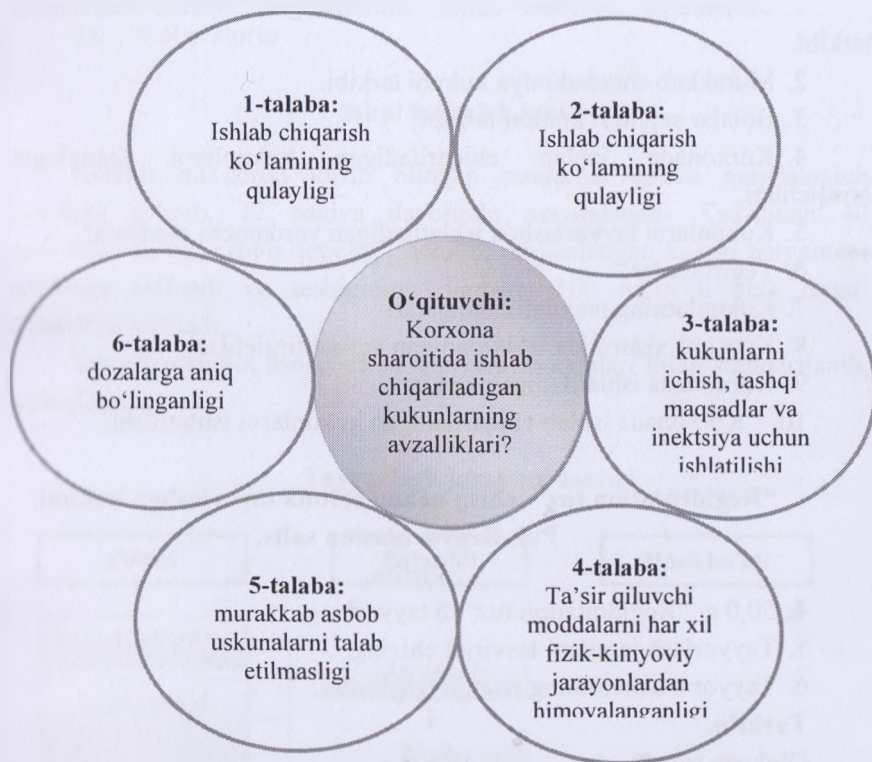 1-talaba:
Ishlab chiqarish
ko‘lamining
qulayligi
2-talaba:
Ishlab chiqarish
ko‘lamining
qulayligi
O‘qituvchi:
Korxona
sharoitida ishlab
chiqariladigan
kukunlarning
avzalliklari?
3-talaba:
kukunlarni
ichish, tashqi
maqsadlar va
inektsiya uchun
ishlatilishi
4-talaba:
Ta’sir qiluvchi
moddalarni har xil
fizik-kimyoviy
jarayonlardan
himoyalanganligi
5-talaba:
murakkab asbob
uskunalarni talab
etilmasligi
6-talaba:
dozalarga aniq
bo‘linganligi